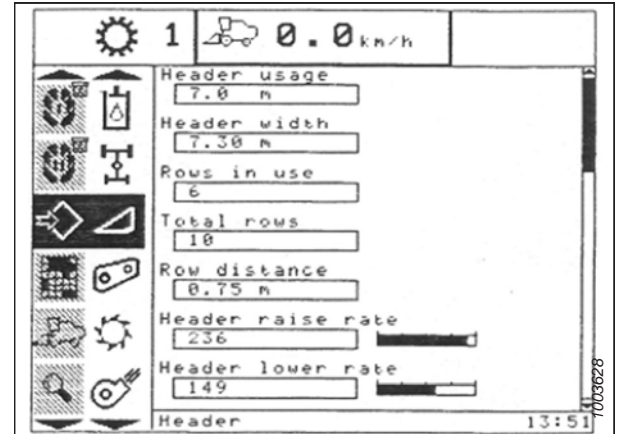 1 0.0 km/h
Header usage
7.0 m
Header width
7.30 m
Rows in use
6
Total rows
10
Row distance
0.75 m
Header raise rate
236
Header lower rate
149
Header 13:51
1003628